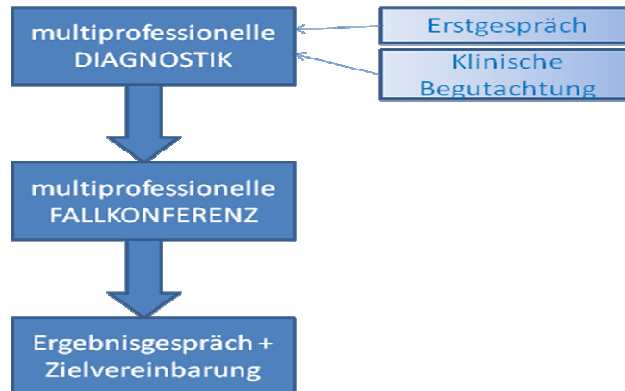 multiprofessionelle
DIAGNOSTIK
Erstgespräch
Klinische
Begutachtung
multiprofessionelle
FALLKONFERENZ
Ergebnisgespräch +
Zielvereinbarung